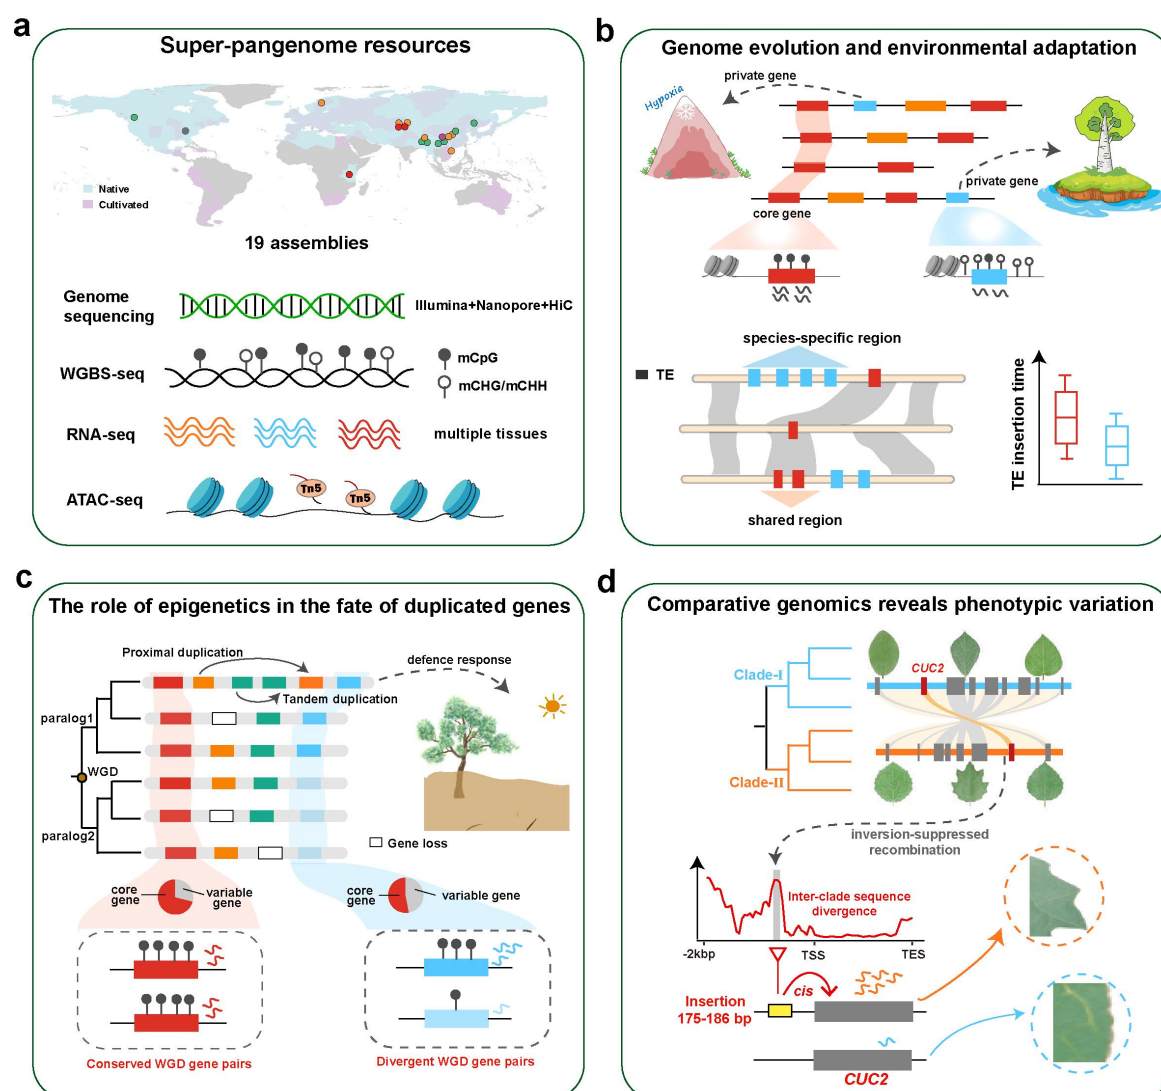 a
Super-pangenome resources
Native
Cultivated
19 assemblies
Genome
sequencing
Illumina+Nanopore+HiC
WGBS-seq
mCpG
mCHG/mCHH
RNA-seq
multiple tissues
ATAC-seq
Tn5
Tn5
b
Genome evolution and environmental adaptation
private gene
Hypoxia
private gene
core gene
species-specific region
TE
shared region
TE insertion time
c
The role of epigenetics in the fate of duplicated genes
Proximal duplication
defence response
Tandem duplication
paralog1
WGD
paralog2
Gene loss
core
gene
variable
gene
core
gene
variable gene
Conserved WGD gene pairs
Divergent WGD gene pairs
d
Comparative genomics reveals phenotypic variation
Clade-I
CUC2
Clade-II
inversion-suppressed
recombination
Inter-clade sequence
divergence
-2kbp
TSS
TES
cis
Insertion
175-186 bp
CUC2